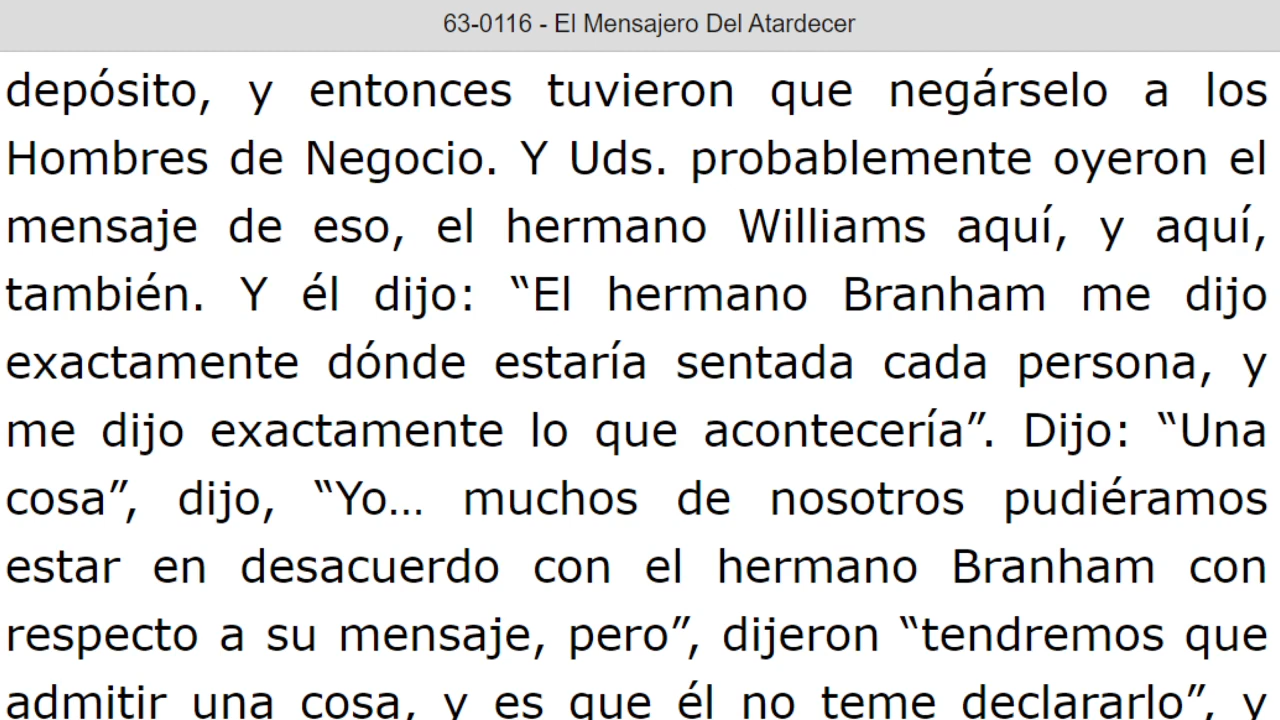 63-0116 - El Mensajero Del Atardecer
depósito, y entonces tuvieron que negárselo a los
Hombres de Negocio. Y Uds. probablemente oyeron el
mensaje de eso, el hermano Williams aquí, y aquí,
también. Y él dijo: “El hermano Branham me dijo
exactamente dónde estaría sentada cada persona, y
me dijo exactamente lo que acontecería”. Dijo: “Una
cosa”, dijo, “Yo… muchos de nosotros pudiéramos
estar en desacuerdo con el hermano Branham con
respecto a su mensaje, pero”, dijeron “tendremos que
admitir una cosa, y es que él no teme declararlo”, y